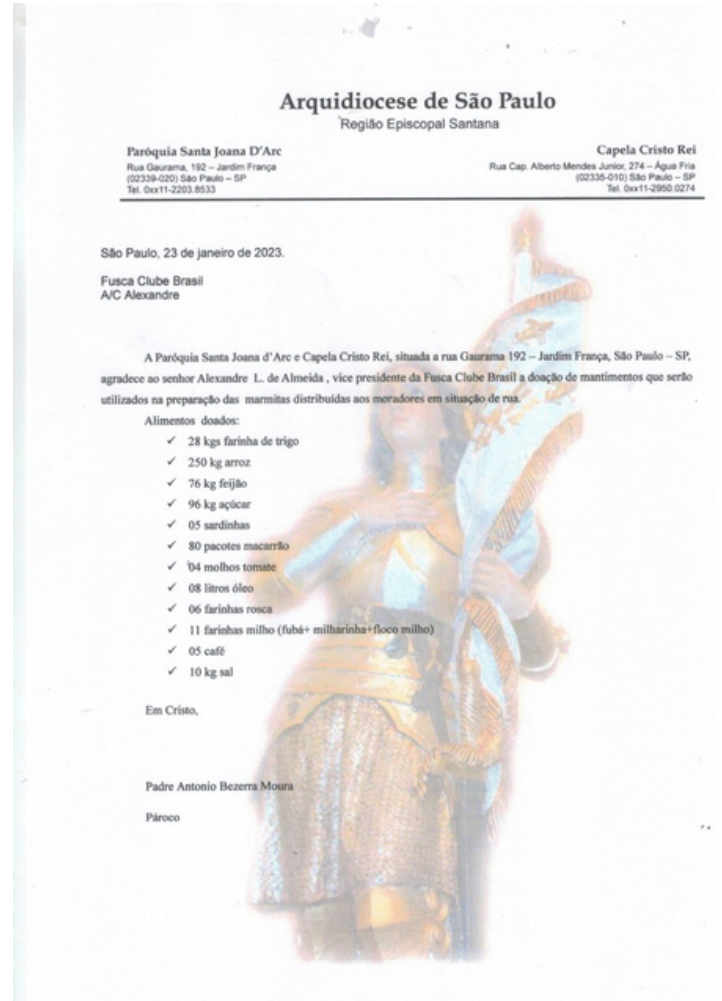 Arquidiocese de São Paulo
Região Episcopal Santana
Paróquia Santa Joana D'Arc
Rua Gaurama, 192 – Jardim França
(02339-020) São Paulo – SP
Tel. 0xx11-2203.8533
Capela Cristo Rei
Rua Cap. Alberto Mendes Junior, 274 – Água Fria
(02335-010) São Paulo – SP
Tel. 0xx11-2950.0274
São Paulo, 23 de janeiro de 2023.
Fusca Clube Brasil
A/C Alexandre
A Paróquia Santa Joana d'Arc e Capela Cristo Rei, situada a rua Gaurama 192 – Jardim França, São Paulo – SP,
agradece ao senhor Alexandre L. de Almeida , vice presidente da Fusca Clube Brasil a doação de mantimentos que serão
utilizados na preparação das marmitas distribuídas aos moradores em situação de rua.
Alimentos doados:
✓ 28 kgs farinha de trigo
✓ 250 kg arroz
✓ 76 kg feijão
✓ 96 kg açúcar
✓ 05 sardinhas
✓ 80 pacotes macarrão
✓ 04 molhos tomate
✓ 08 litros óleo
✓ 06 farinhas rosca
✓ 11 farinhas milho (fubá+ milharinha+floco milho)
✓ 05 café
✓ 10 kg sal
Em Cristo,
Padre Antonio Bezerra Moura
Pároco